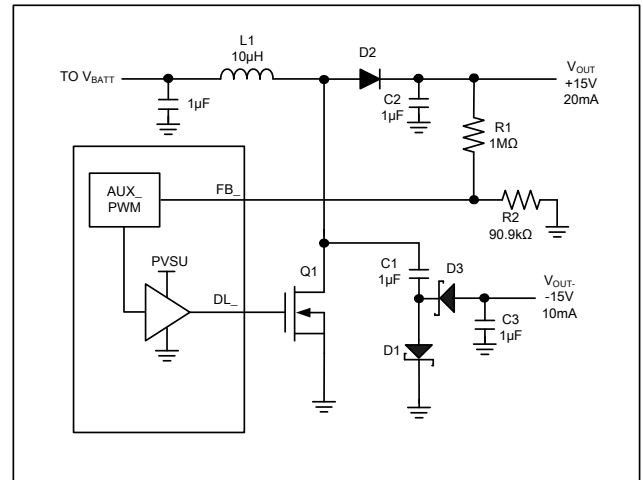 L1
10µH
D2
TO VBATT
VOUT
+15V
20mA
1µF
C2
1µF
R1
1MΩ
AUX_
PWM
FB_
R2
90.9kΩ
PVSU
Q1
C1
1µF
D3
VOUT-
-15V
10mA
DL_
C3
1µF
D1